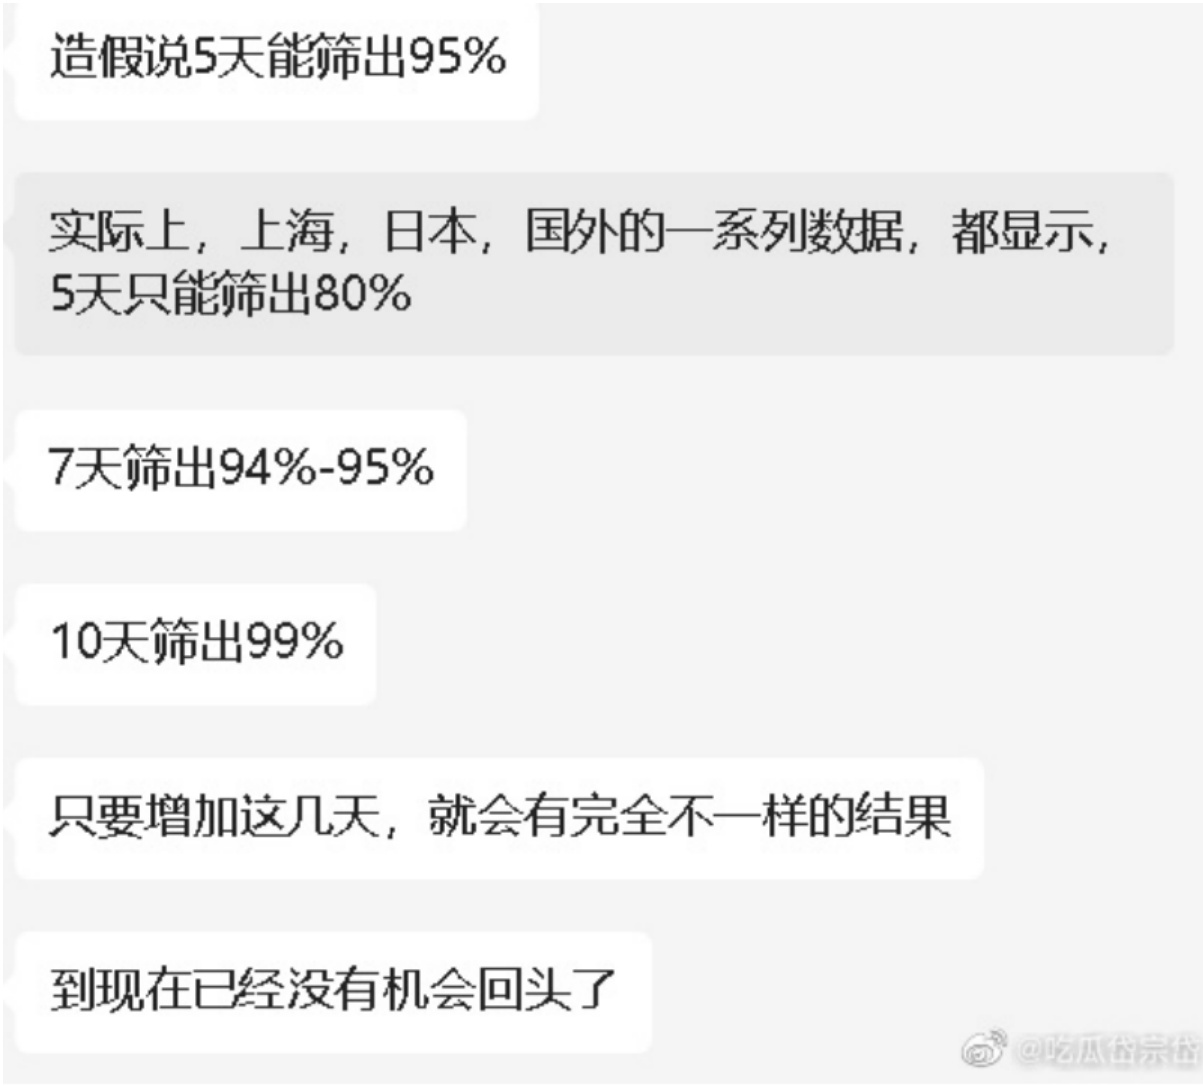 造假说5天能筛出95%
实际上，上海，日本，国外的一系列数据，都显示，
5天只能筛出80%
7天筛出94%-95%
10天筛出99%
只要增加这几天，就会有完全不一样的结果
到现在已经没有机会回头了
@吃瓜岱宗岱